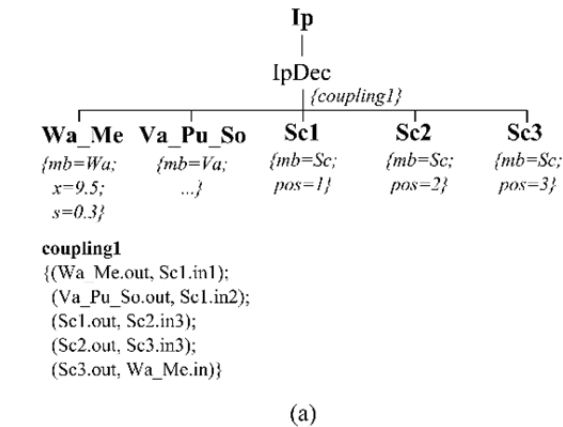 Ip
IpDec
{coupling1}
Wa_Me Va_Pu_So Sc1 Sc2 Sc3
{mb=Wa; {mb=Va; {mb=Sc; {mb=Sc; {mb=Sc;
x=9.5; ...} pos=1} pos=2} pos=3}
s=0.3}
coupling1
{(Wa_Me.out, Sc1.in1);
(Va_Pu_So.out, Sc1.in2);
(Sc1.out, Sc2.in3);
(Sc2.out, Sc3.in3);
(Sc3.out, Wa_Me.in)}
(a)